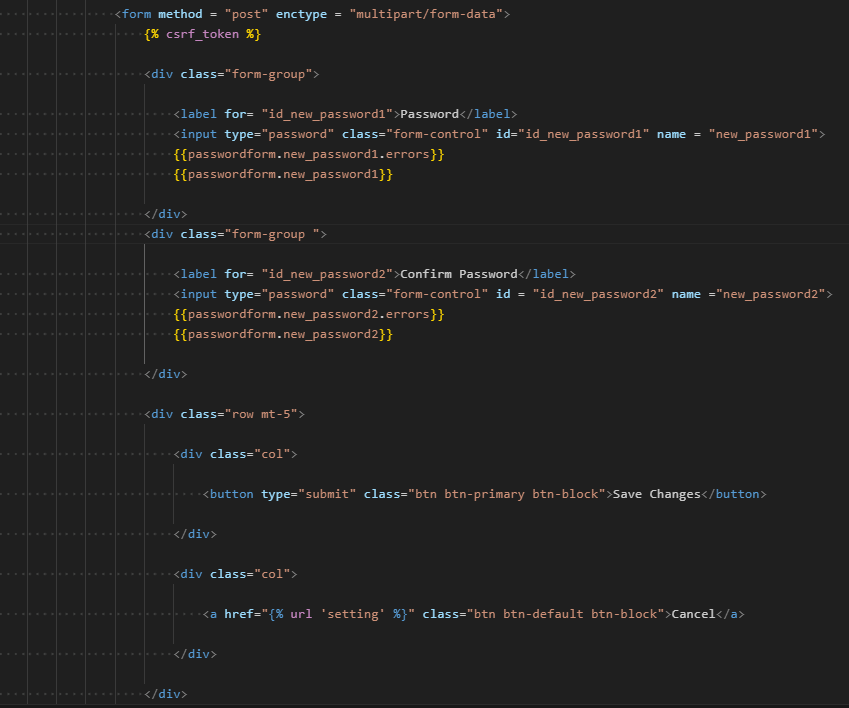 <form method = "post" enctype = "multipart/form-data">
{% csrf_token %}
<div class="form-group">
<label for= "id_new_password1">Password</label>
<input type="password" class="form-control" id="id_new_password1" name = "new_password1">
{{passwordform.new_password1.errors}}
{{passwordform.new_password1}}
</div>
<div class="form-group ">
<label for= "id_new_password2">Confirm Password</label>
<input type="password" class="form-control" id = "id_new_password2" name ="new_password2">
{{passwordform.new_password2.errors}}
{{passwordform.new_password2}}
</div>
<div class="row mt-5">
<div class="col">
<button type="submit" class="btn btn-primary btn-block">Save Changes</button>
</div>
<div class="col">
<a href="{% url 'setting' %}" class="btn btn-default btn-block">Cancel</a>
</div>
</div>